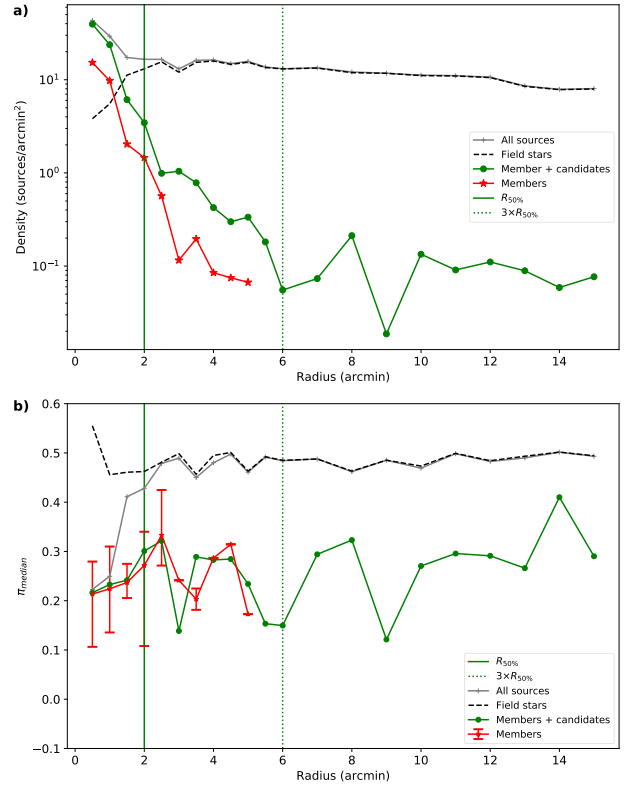 a)
10¹
10⁰
10⁻¹
Density (sources/arcmin²)
All sources
Field stars
Member + candidates
Members
R₅₀%
3×R₅₀%
0 2 4 6 8 10 12 14
Radius (arcmin)
b)
0.6
0.5
0.4
0.3
0.2
0.1
0.0
−0.1
π_median
R₅₀%
3×R₅₀%
All sources
Field stars
Members + candidates
Members
0 2 4 6 8 10 12 14
Radius (arcmin)